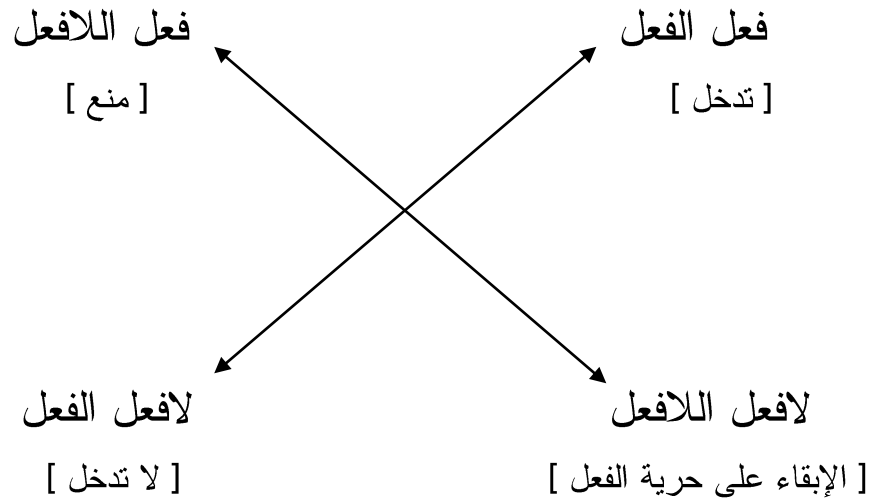 فعل الفعل
[ تدخل ]
فعل اللافعل
[ منع ]
لافعل اللافعل
[ الإبقاء على حرية الفعل ]
لافعل الفعل
[ لا تدخل ]